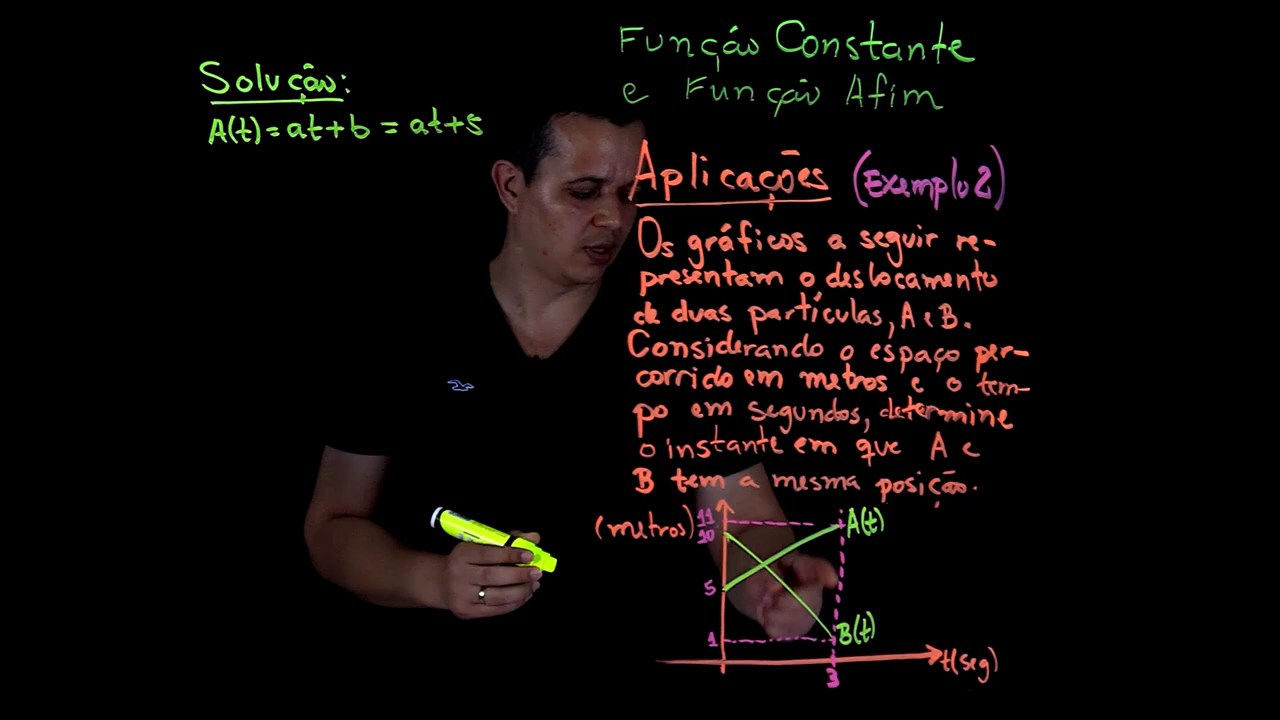 Função Constante
e Função Afim
Solução:
A(t) = at + b = at + 5
Aplicações (Exemplo 2)
Os gráficos a seguir re-
presentam o deslocamento
de duas partículas, A e B.
Considerando o espaço per-
corrido em metros e o tem-
po em segundos, determine
o instante em que A e
B tem a mesma posição.
(metros)
11
10
5
1
A(t)
B(t)
3
t(seg)